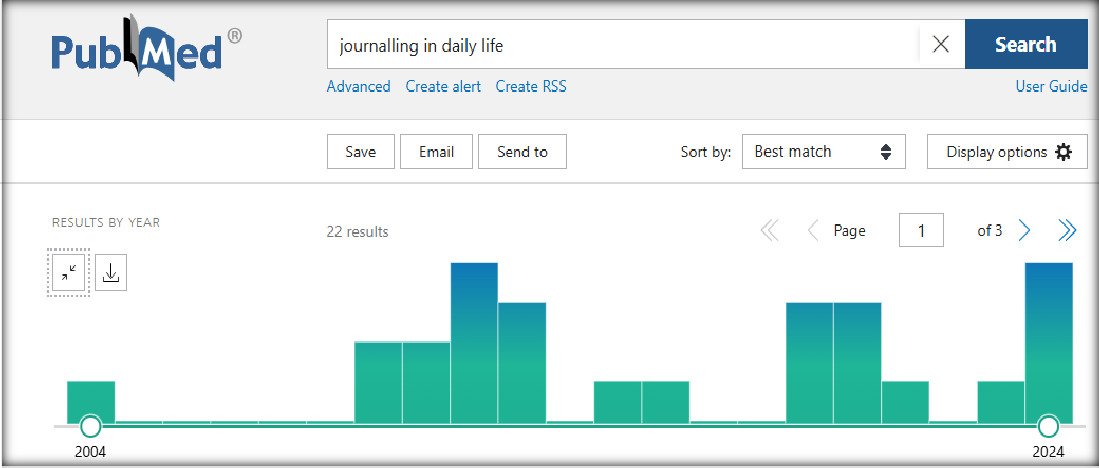 PubMed®
journalling in daily life
Search
Advanced Create alert Create RSS User Guide
Save Email Send to Sort by: Best match Display options
RESULTS BY YEAR
22 results Page 1 of 3
2004 2024